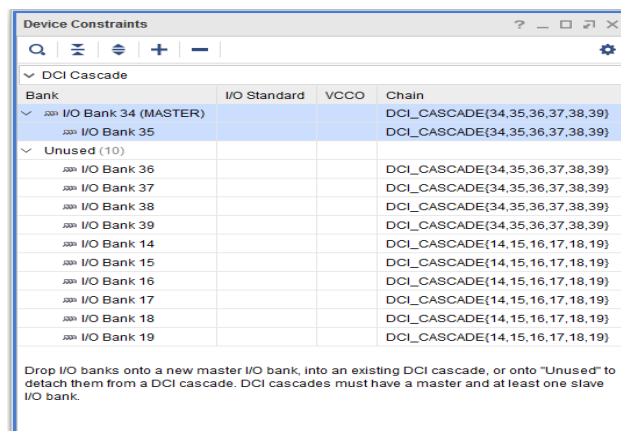 Device Constraints
DCI Cascade
Bank I/O Standard VCCO Chain
I/O Bank 34 (MASTER) DCI_CASCADE{34,35,36,37,38,39}
I/O Bank 35 DCI_CASCADE{34,35,36,37,38,39}
Unused (10)
I/O Bank 36 DCI_CASCADE{34,35,36,37,38,39}
I/O Bank 37 DCI_CASCADE{34,35,36,37,38,39}
I/O Bank 38 DCI_CASCADE{34,35,36,37,38,39}
I/O Bank 39 DCI_CASCADE{34,35,36,37,38,39}
I/O Bank 14 DCI_CASCADE{14,15,16,17,18,19}
I/O Bank 15 DCI_CASCADE{14,15,16,17,18,19}
I/O Bank 16 DCI_CASCADE{14,15,16,17,18,19}
I/O Bank 17 DCI_CASCADE{14,15,16,17,18,19}
I/O Bank 18 DCI_CASCADE{14,15,16,17,18,19}
I/O Bank 19 DCI_CASCADE{14,15,16,17,18,19}
Drop I/O banks onto a new master I/O bank, into an existing DCI cascade, or onto "Unused" to
detach them from a DCI cascade. DCI cascades must have a master and at least one slave
I/O bank.